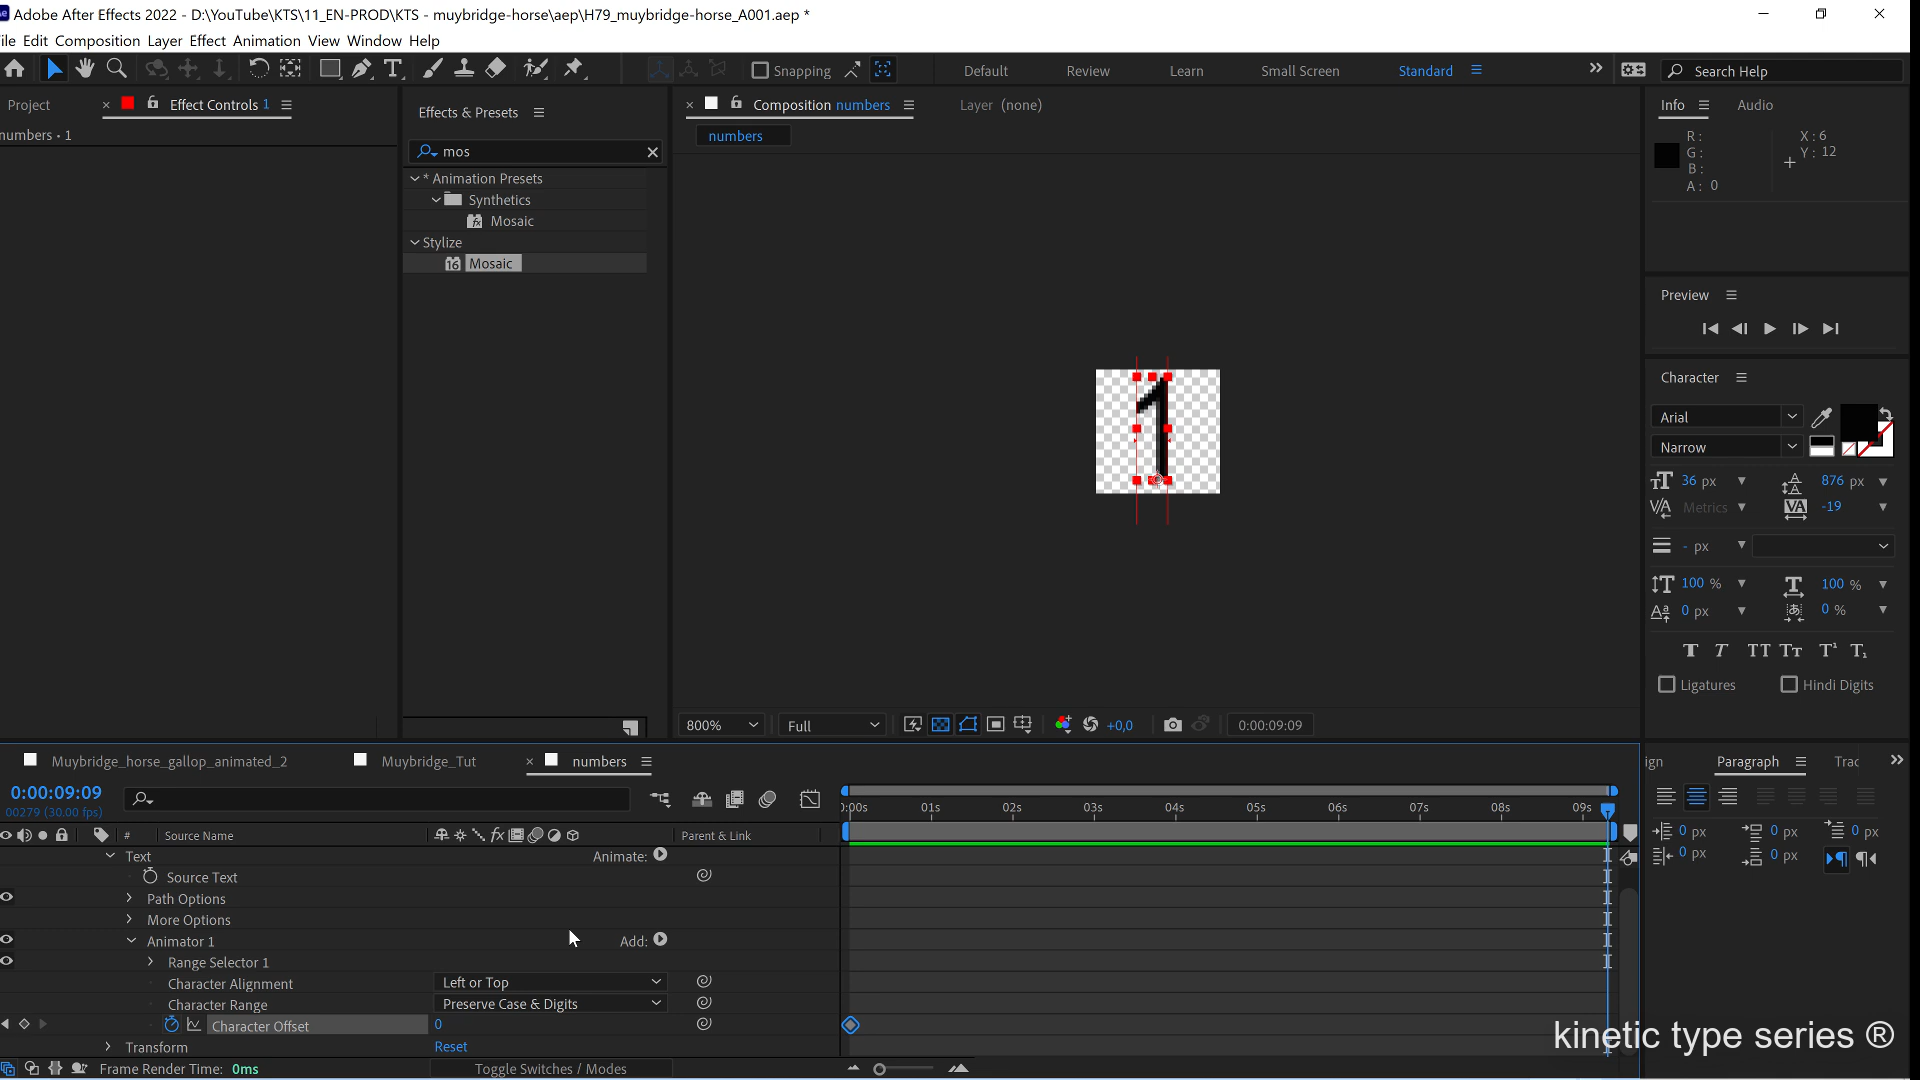 Adobe After Effects 2022 - D:\YouTube\KTS\11_EN-PROD\KTS - muybridge-horse\aep\H79_muybridge-horse_A001.aep *
ile Edit Composition Layer Effect Animation View Window Help
Snapping
Default Review Learn Small Screen Standard
Search Help
Project
Effect Controls 1
numbers • 1
Effects & Presets
mos
* Animation Presets
Synthetics
Mosaic
Stylize
16 Mosaic
Composition numbers
Layer (none)
numbers
1
800%
Full
+0,0
0:00:09:09
Info
Audio
R:
G:
B:
A: 0
X: 6
Y: 12
Preview
Character
Arial
Narrow
36 px
876 px
Metrics
-19
- px
100 %
100 %
0 px
0 %
Ligatures
Hindi Digits
Muybridge_horse_gallop_animated_2
Muybridge_Tut
numbers
ign
Paragraph
Trac
0:00:09:09
00279 (30.00 fps)
# Source Name
Parent & Link
):00s 01s 02s 03s 04s 05s 06s 07s 08s 09s
0 px 0 px 0 px
0 px 0 px
Text
Animate:
Source Text
Path Options
More Options
Animator 1
Add:
Range Selector 1
Character Alignment
Left or Top
Character Range
Preserve Case & Digits
Character Offset
0
Transform
Reset
Frame Render Time: 0ms
Toggle Switches / Modes
kinetic type series ®